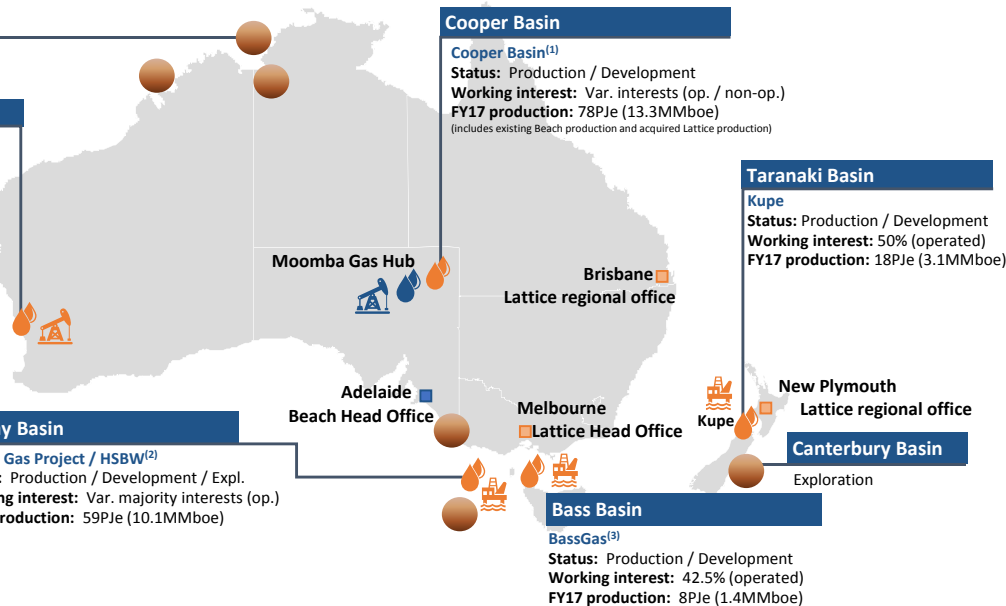 Cooper Basin
Cooper Basin(1)
Status: Production / Development
Working interest: Var. interests (op. / non-op.)
FY17 production: 78PJe (13.3MMboe)
(includes existing Beach production and acquired Lattice production)
Taranaki Basin
Kupe
Status: Production / Development
Working interest: 50% (operated)
FY17 production: 18PJe (3.1MMboe)
Moomba Gas Hub
Brisbane
Lattice regional office
Adelaide
Beach Head Office
Melbourne
Lattice Head Office
New Plymouth
Lattice regional office
Kupe
Canterbury Basin
Exploration
Basin
Gas Project / HSBW(2)
: Production / Development / Expl.
interest: Var. majority interests (op.)
59PJe (10.1MMboe)
Bass Basin
BassGas(3)
Status: Production / Development
Working interest: 42.5% (operated)
FY17 production: 8PJe (1.4MMboe)